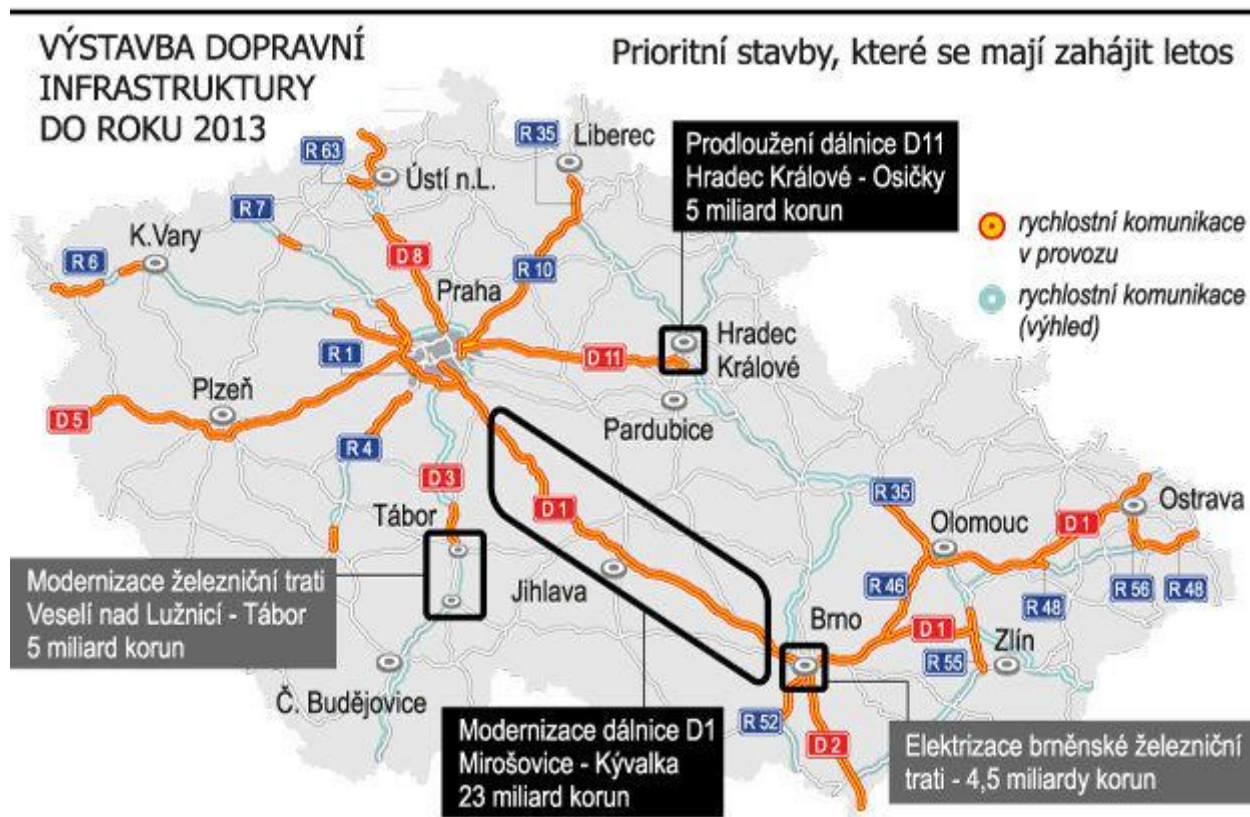 VÝSTAVBA DOPRAVNÍ
INFRASTRUKTURY
DO ROKU 2013
Prioritní stavby, které se mají zahájit letos
R 35
Liberec
Prodloužení dálnice D11
Hradec Králové - Osičky
5 miliard korun
R 63
Ústí n.L.
R 7
rychlostní komunikace
v provozu
K.Vary
D 8
R 6
R 10
Praha
rychlostní komunikace
(výhled)
Hradec
Králové
R 1
D 11
Plzeň
D 5
Pardubice
R 4
D 3
R 35
Ostrava
Tábor
D 1
Olomouc
D 1
Modernizace železniční trati
Veselí nad Lužnicí - Tábor
5 miliard korun
Jihlava
R 46
R 48
R 56
R 48
Brno
D 1
Zlín
R 55
Č. Budějovice
R 52
D 2
Modernizace dálnice D1
Mirošovice - Kývalka
23 miliard korun
Elektrizace brněnské železniční
trati - 4,5 miliardy korun